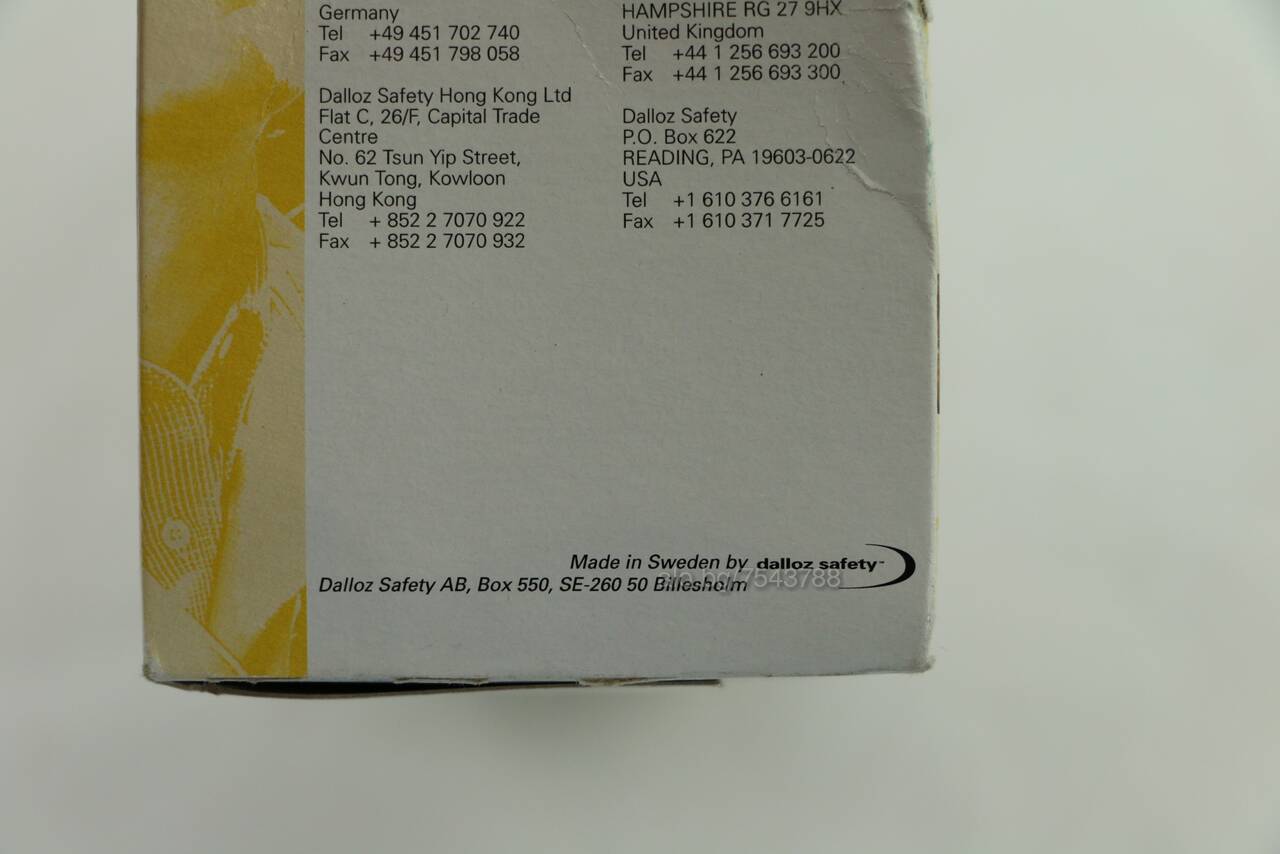 Germany
Tel +49 451 702 740
Fax +49 451 798 058
Dalloz Safety Hong Kong Ltd
Flat C, 26/F, Capital Trade
Centre
No. 62 Tsun Yip Street,
Kwun Tong, Kowloon
Hong Kong
Tel + 852 2 7070 922
Fax + 852 2 7070 932
HAMPSHIRE RG 27 9HX
United Kingdom
Tel +44 1 256 693 200
Fax +44 1 256 693 300
Dalloz Safety
P.O. Box 622
READING, PA 19603-0622
USA
Tel +1 610 376 6161
Fax +1 610 371 7725
Made in Sweden by dalloz safety™
Dalloz Safety AB, Box 550, SE-260 50 Billesholm